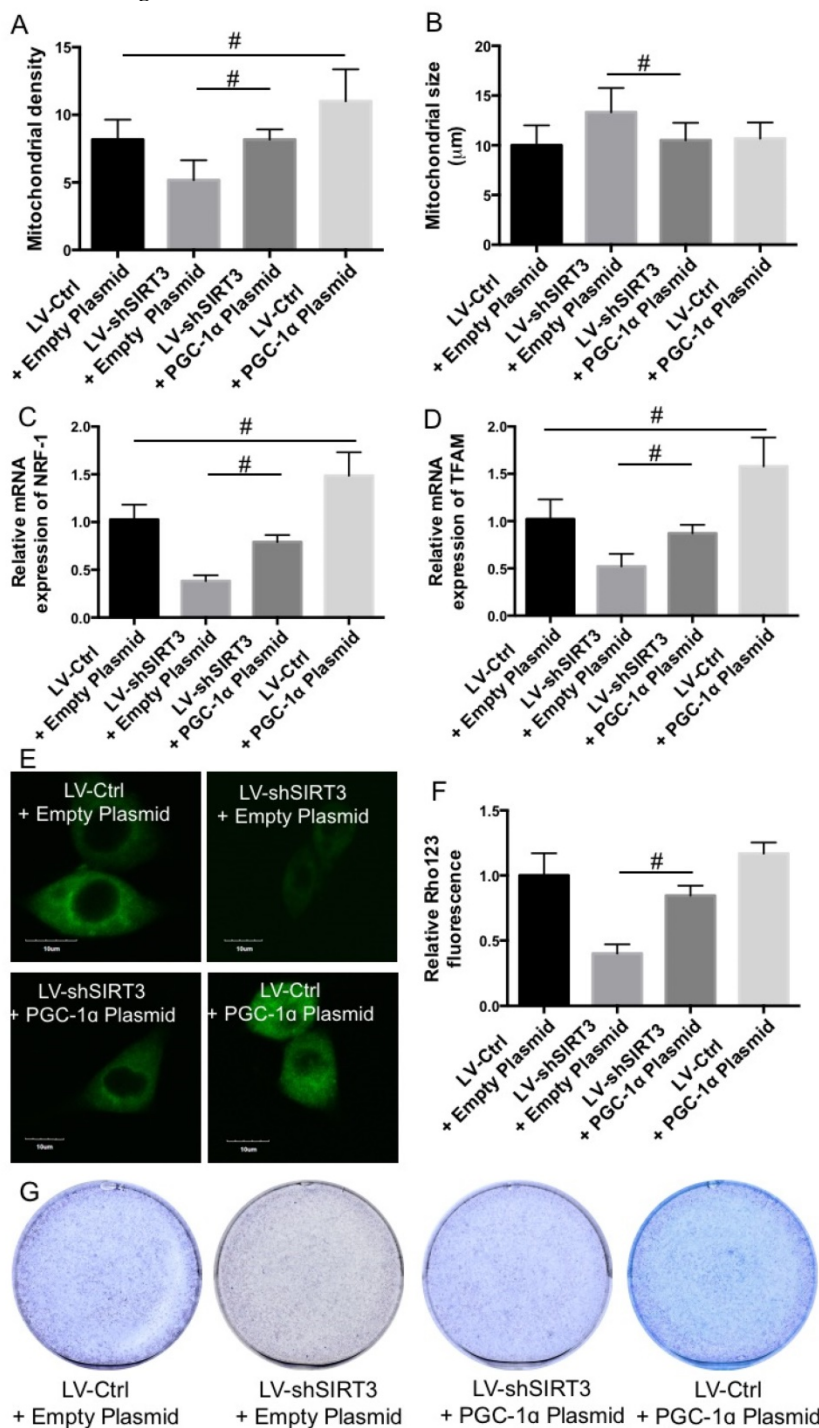 A
Mitochondrial density
15
10
5
0
#
#
LV-Ctrl
+ Empty Plasmid
LV-shSIRT3
+ Empty Plasmid
LV-shSIRT3
+ PGC-1α Plasmid
LV-Ctrl
+ PGC-1α Plasmid
B
Mitochondrial size
(μm)
20
15
10
5
0
#
LV-Ctrl
+ Empty Plasmid
LV-shSIRT3
+ Empty Plasmid
LV-shSIRT3
+ PGC-1α Plasmid
LV-Ctrl
+ PGC-1α Plasmid
C
Relative mRNA
expression of NRF-1
2.0
1.5
1.0
0.5
0.0
#
#
LV-Ctrl
+ Empty Plasmid
LV-shSIRT3
+ Empty Plasmid
LV-shSIRT3
+ PGC-1α Plasmid
LV-Ctrl
+ PGC-1α Plasmid
D
Relative mRNA
expression of TFAM
2.0
1.5
1.0
0.5
0.0
#
#
LV-Ctrl
+ Empty Plasmid
LV-shSIRT3
+ Empty Plasmid
LV-shSIRT3
+ PGC-1α Plasmid
LV-Ctrl
+ PGC-1α Plasmid
E
LV-Ctrl
+ Empty Plasmid
10um
LV-shSIRT3
+ Empty Plasmid
10um
LV-shSIRT3
+ PGC-1α Plasmid
10um
LV-Ctrl
+ PGC-1α Plasmid
10um
F
Relative Rho123
fluorescence
1.5
1.0
0.5
0.0
#
LV-Ctrl
+ Empty Plasmid
LV-shSIRT3
+ Empty Plasmid
LV-shSIRT3
+ PGC-1α Plasmid
LV-Ctrl
+ PGC-1α Plasmid
G
LV-Ctrl
+ Empty Plasmid
LV-shSIRT3
+ Empty Plasmid
LV-shSIRT3
+ PGC-1α Plasmid
LV-Ctrl
+ PGC-1α Plasmid